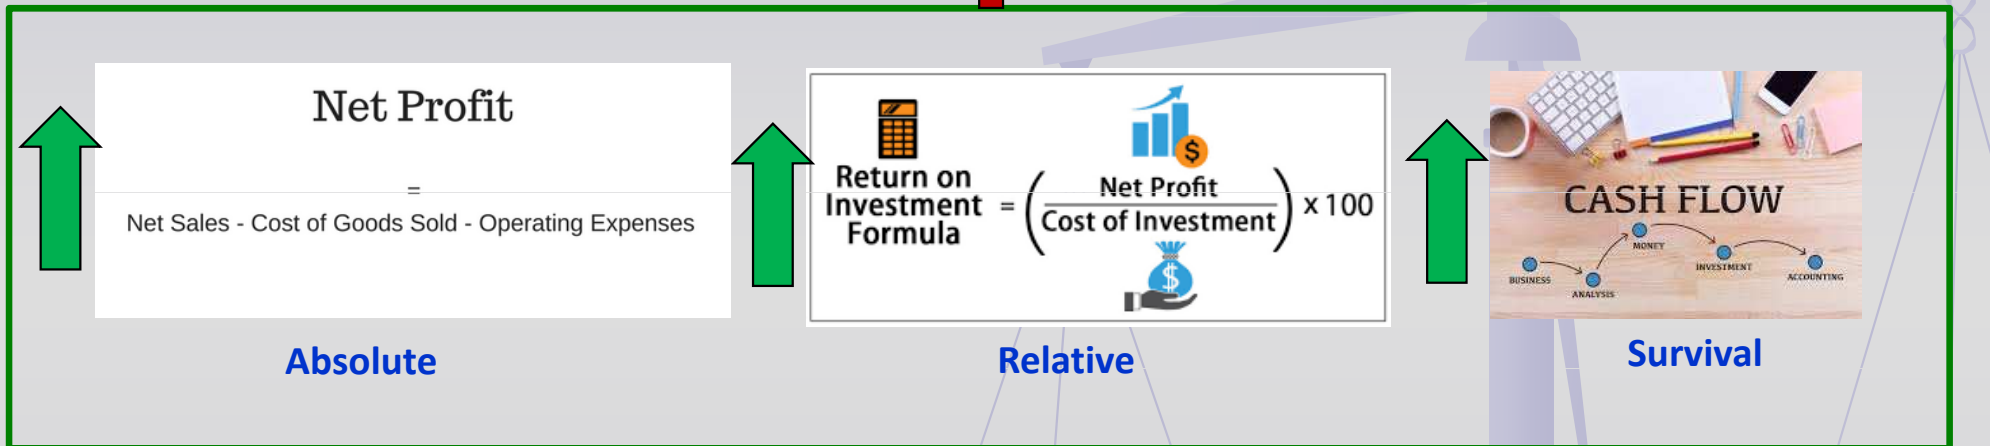 Net Profit
=
Net Sales - Cost of Goods Sold - Operating Expenses
Absolute
Return on
Investment
Formula
=
Net Profit
Cost of Investment
x 100
$
$
Relative
CASH FLOW
BUSINESS
ANALYSIS
MONEY
INVESTMENT
ACCOUNTING
Survival